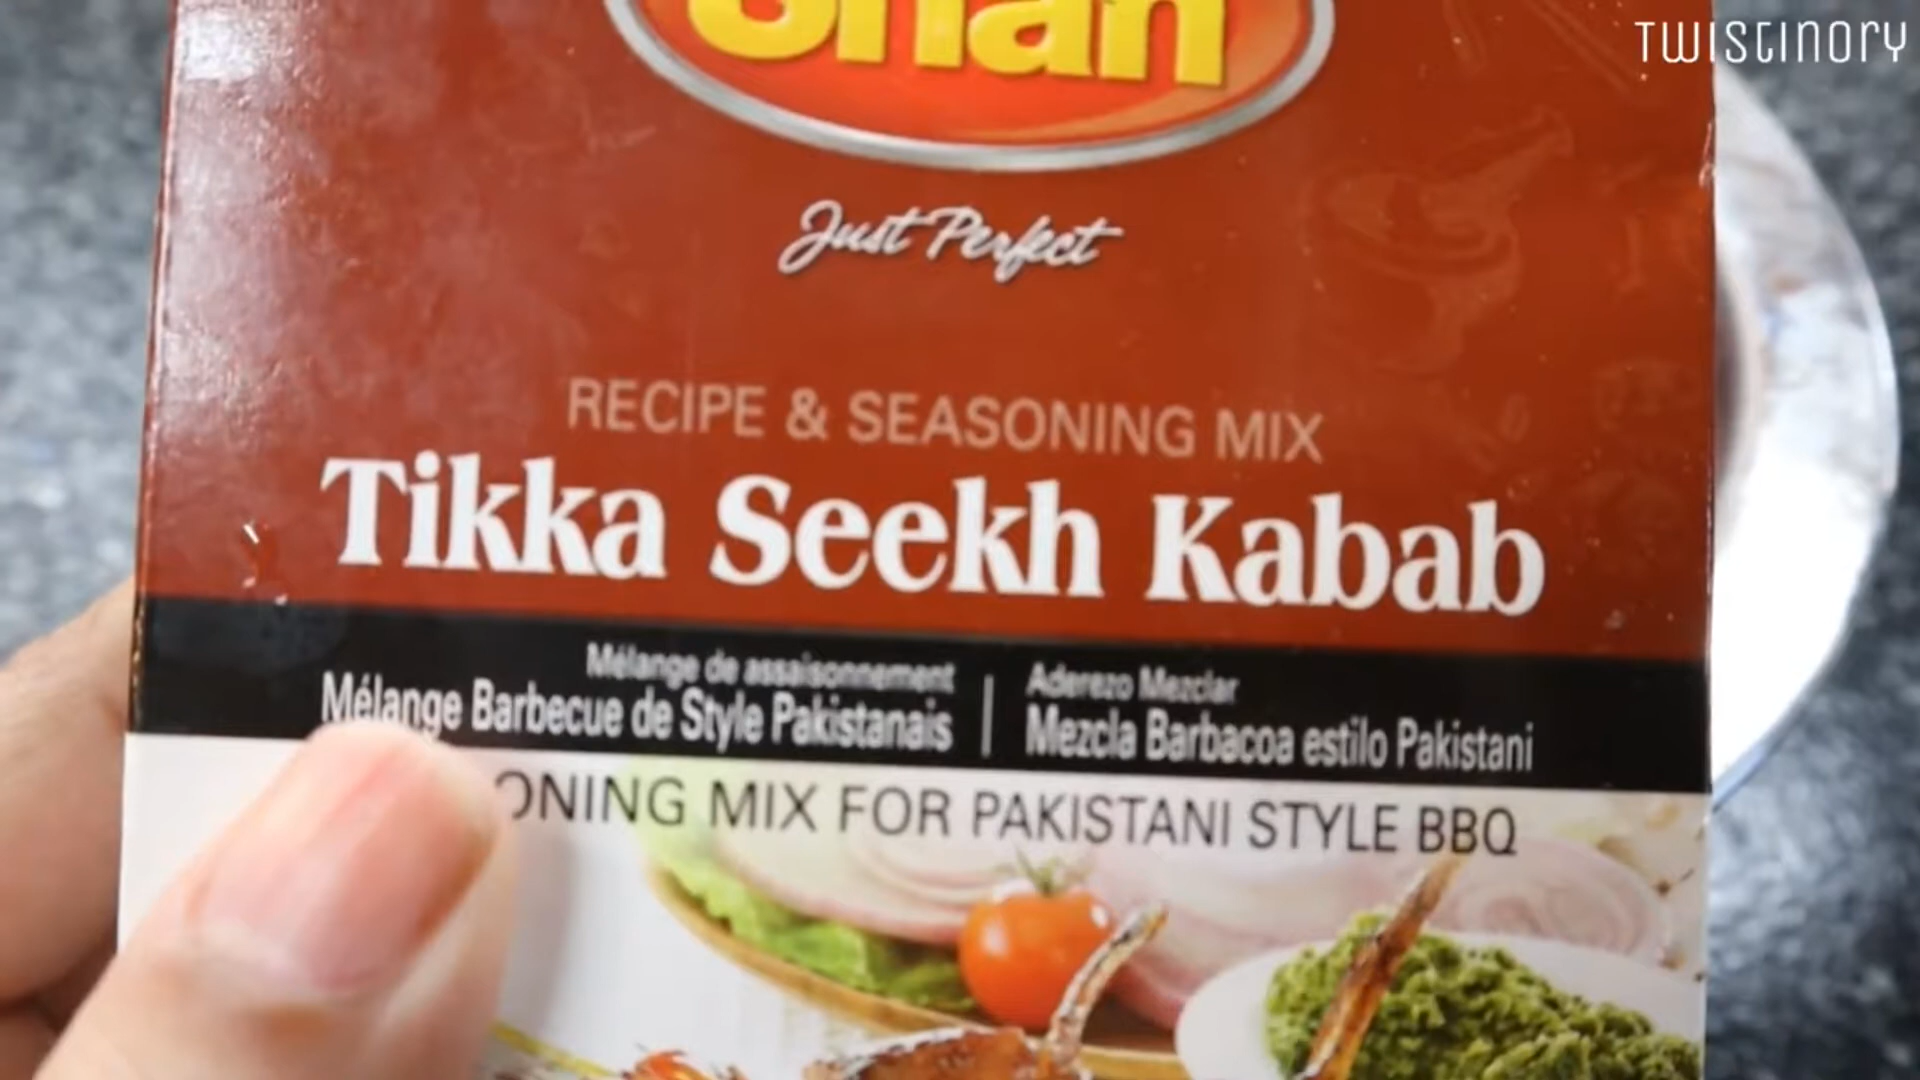 TWISTINORY
Shan
Just Perfect
RECIPE & SEASONING MIX
Tikka Seekh Kabab
Mélange de assaisonnement
Mélange Barbecue de Style Pakistanais
Aderezo Mezclar
Mezcla Barbacoa estilo Pakistani
ONING MIX FOR PAKISTANI STYLE BBQ